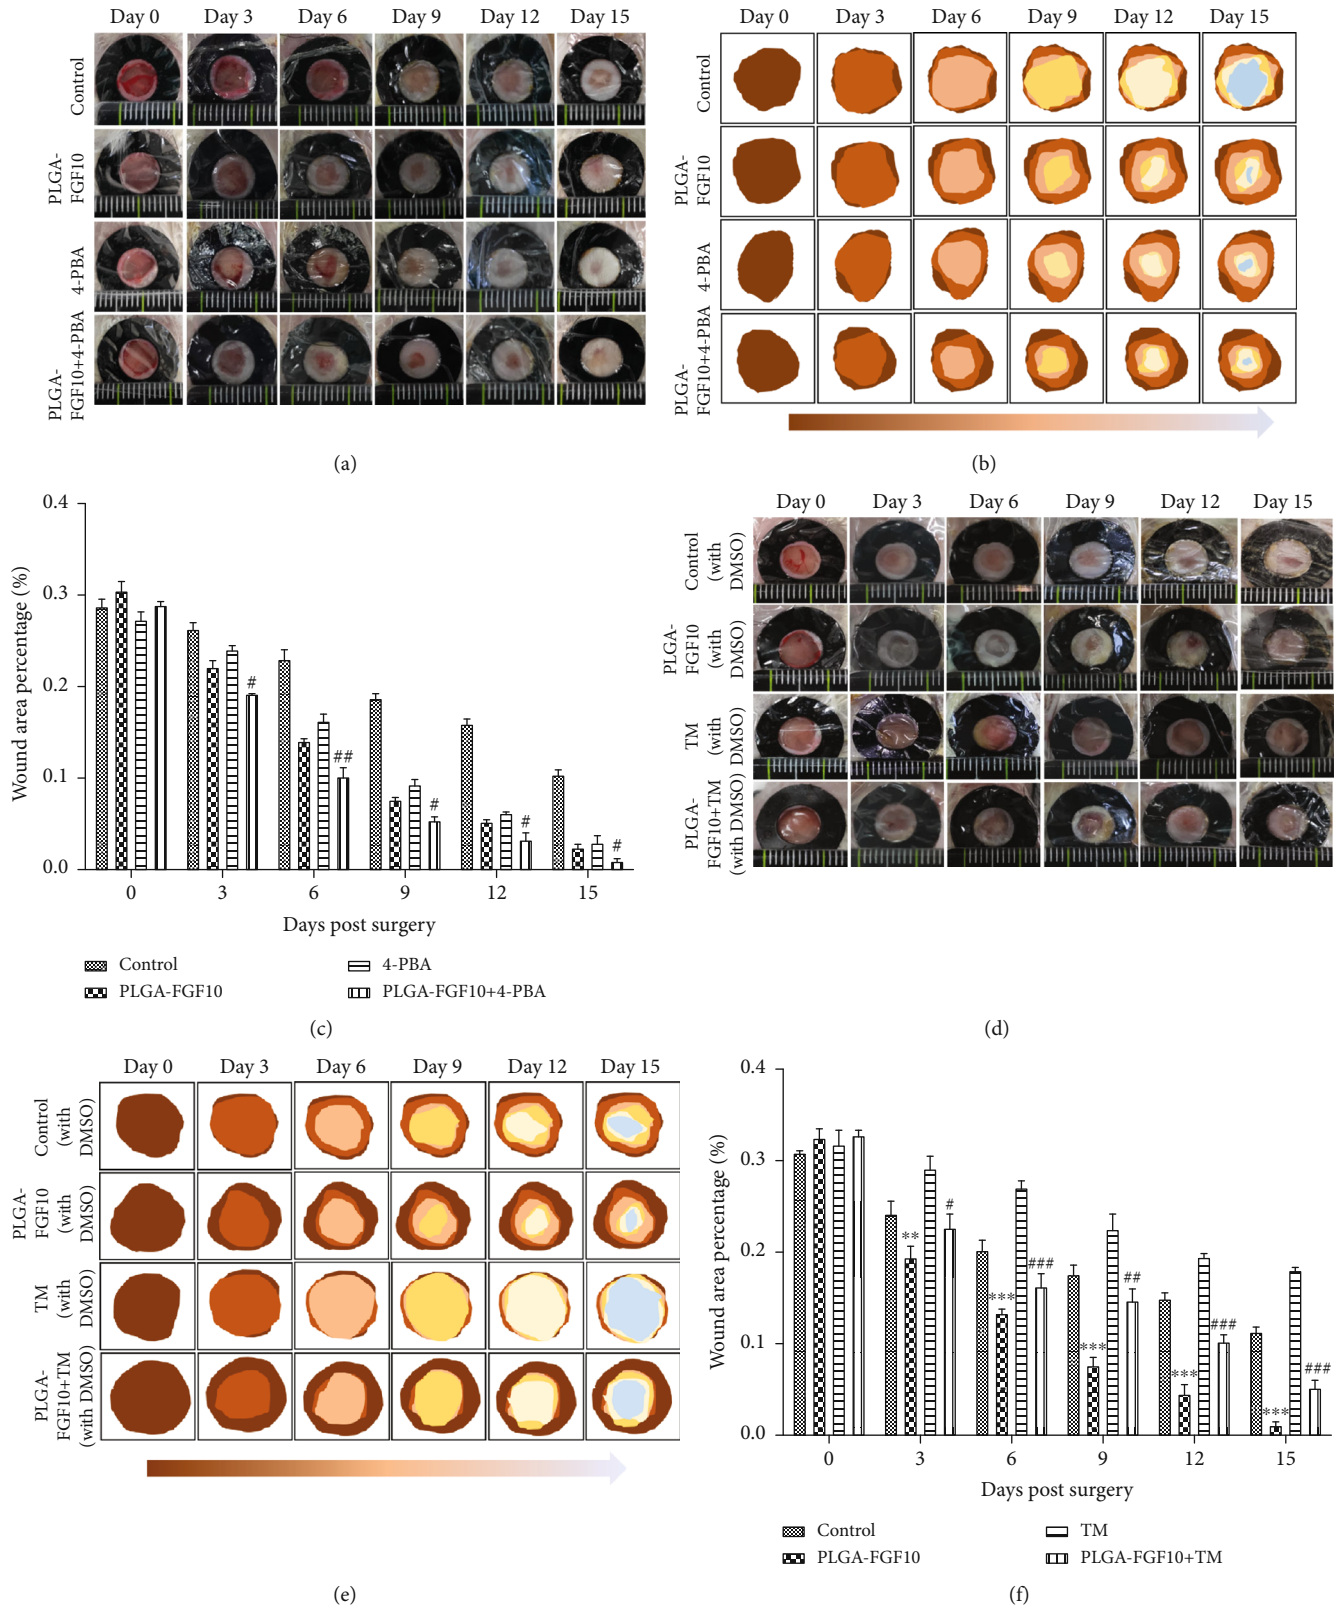 Day 0 Day 3 Day 6 Day 9 Day 12 Day 15
Control
PLGA-
FGF10
4-PBA
PLGA-
FGF10+4-PBA
(a)
Day 0 Day 3 Day 6 Day 9 Day 12 Day 15
Control
PLGA-
FGF10
4-PBA
PLGA-
FGF10+4-PBA
(b)
0.4
0.3
0.2
0.1
0.0
Wound area percentage (%)
#
##
#
#
#
0 3 6 9 12 15
Days post surgery
Control
PLGA-FGF10
4-PBA
PLGA-FGF10+4-PBA
(c)
Day 0 Day 3 Day 6 Day 9 Day 12 Day 15
Control
(with
DMSO)
PLGA-
FGF10
(with
DMSO)
TM
(with
DMSO)
PLGA-
FGF10+TM
(with DMSO)
(d)
Day 0 Day 3 Day 6 Day 9 Day 12 Day 15
Control
(with
DMSO)
PLGA-
FGF10
(with
DMSO)
TM
(with
DMSO)
PLGA-
FGF10+TM
(with DMSO)
(e)
0.4
0.3
0.2
0.1
0.0
Wound area percentage (%)
**
#
***
###
***
##
***
###
***
###
0 3 6 9 12 15
Days post surgery
Control
PLGA-FGF10
TM
PLGA-FGF10+TM
(f)